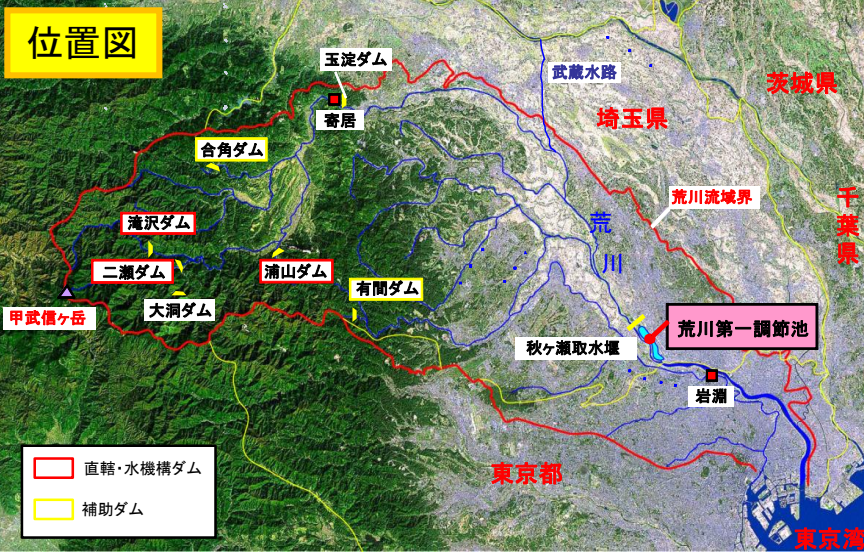 位置図
玉淀ダム
武蔵水路
茨城県
寄居
埼玉県
合角ダム
荒川流域界
千葉県
滝沢ダム
荒川
二瀬ダム
浦山ダム
大洞ダム
有間ダム
甲武信ヶ岳
荒川第一調節池
秋ヶ瀬取水堰
岩淵
直轄・水機構ダム
補助ダム
東京都
東京湾